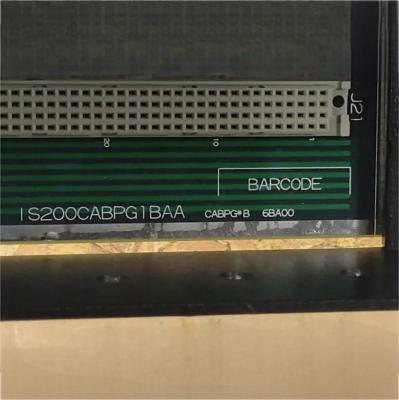 J21
20 10 1
BARCODE
IS200CABPG1BAA CABPG#B 6BA00